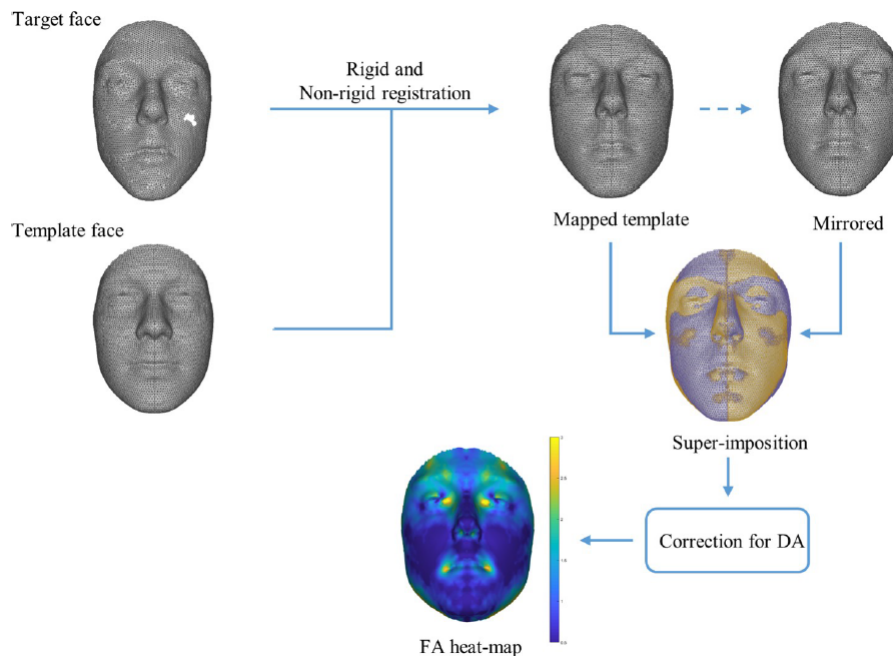 Target face
Rigid and
Non-rigid registration
Mapped template
Mirrored
Template face
Super-imposition
Correction for DA
FA heat-map